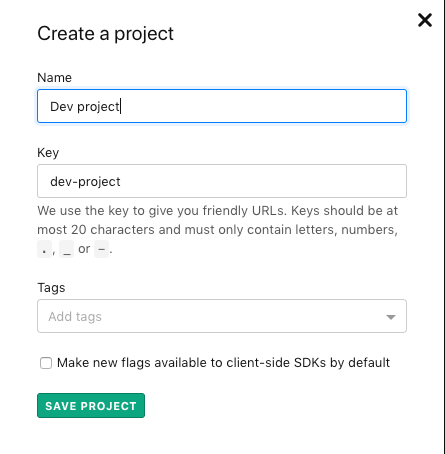 Create a project
Name
Dev project
Key
dev-project
We use the key to give you friendly URLs. Keys should be at
most 20 characters and must only contain letters, numbers,
., _ or -.
Tags
Add tags
Make new flags available to client-side SDKs by default
SAVE PROJECT